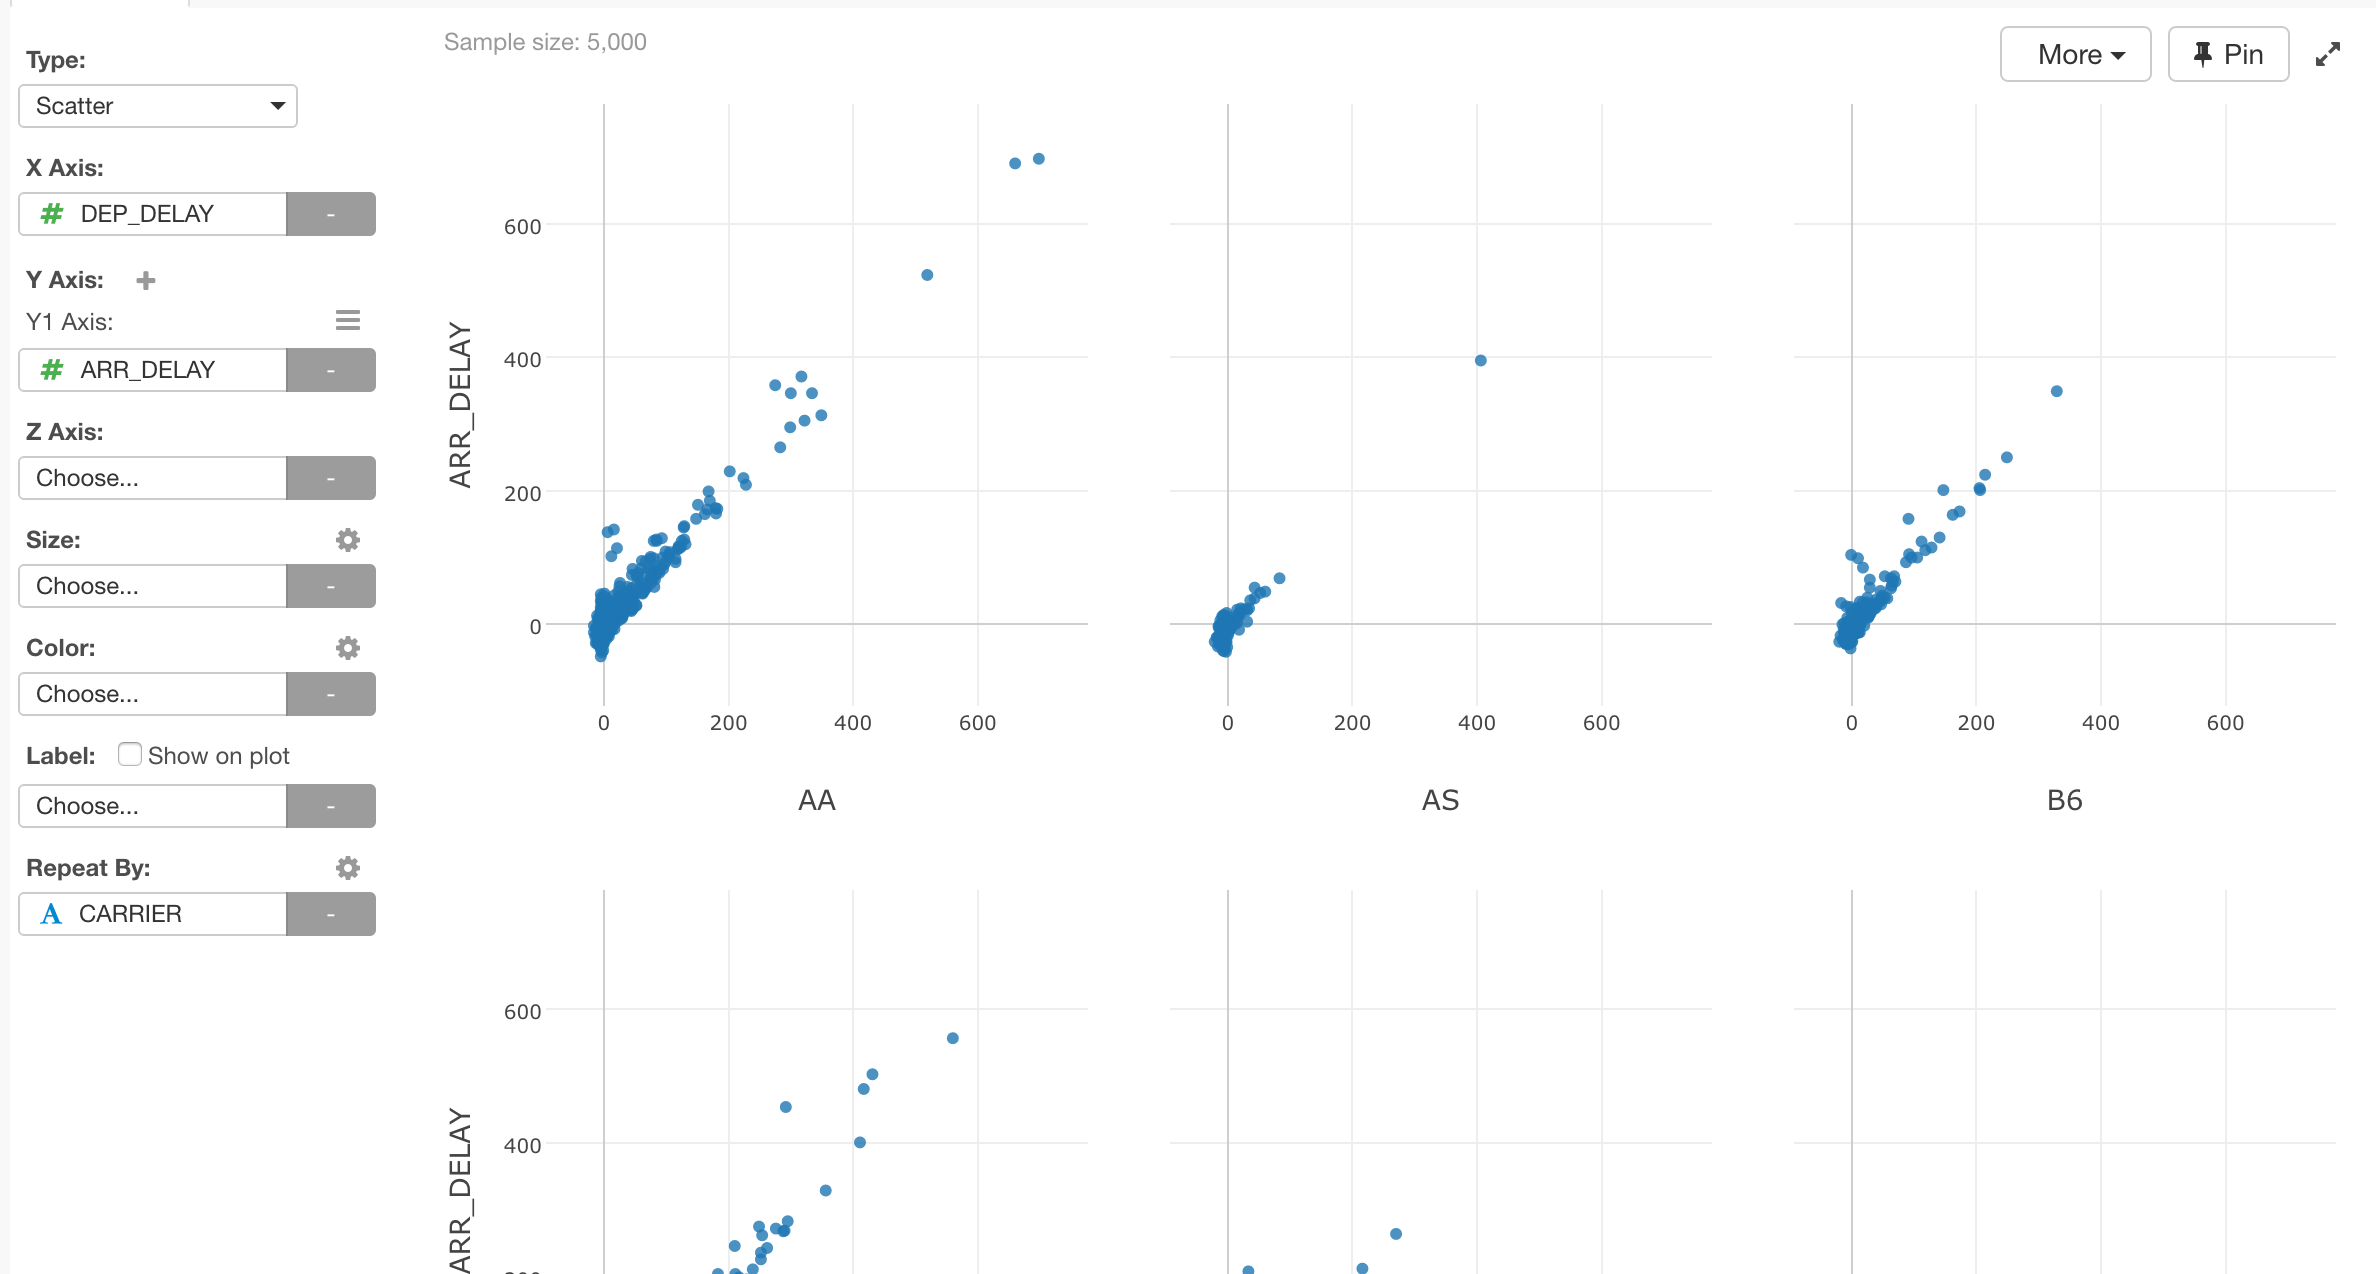 Sample size: 5,000
More
Pin
Type:
Scatter
X Axis:
# DEP_DELAY -
Y Axis: +
Y1 Axis:
# ARR_DELAY -
Z Axis:
Choose... -
Size:
Choose... -
Color:
Choose... -
Label: Show on plot
Choose... -
Repeat By:
A CARRIER -
ARR_DELAY
600
400
200
0
0 200 400 600
0 200 400 600
0 200 400 600
AA
AS
B6
ARR_DELAY
600
400